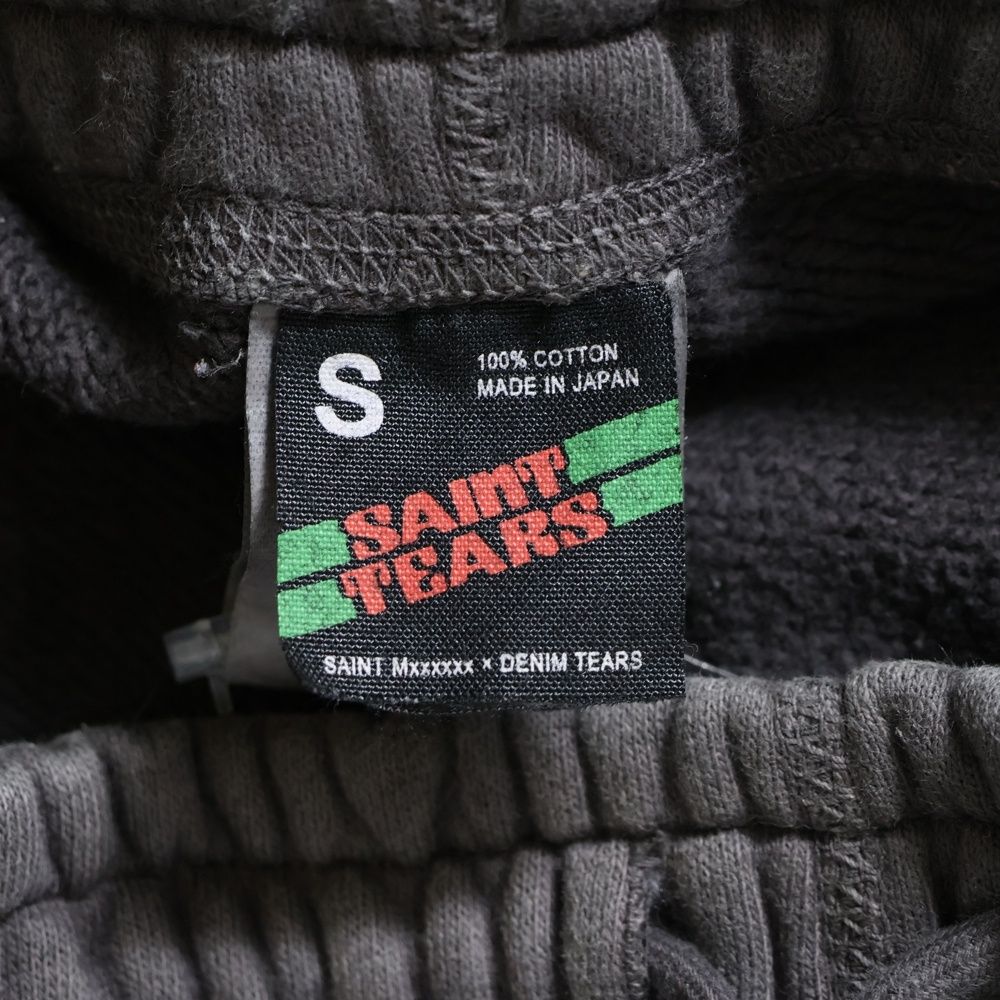 S
100% COTTON
MADE IN JAPAN
SAINT
TEARS
SAINT Mxxxxxx × DENIM TEARS